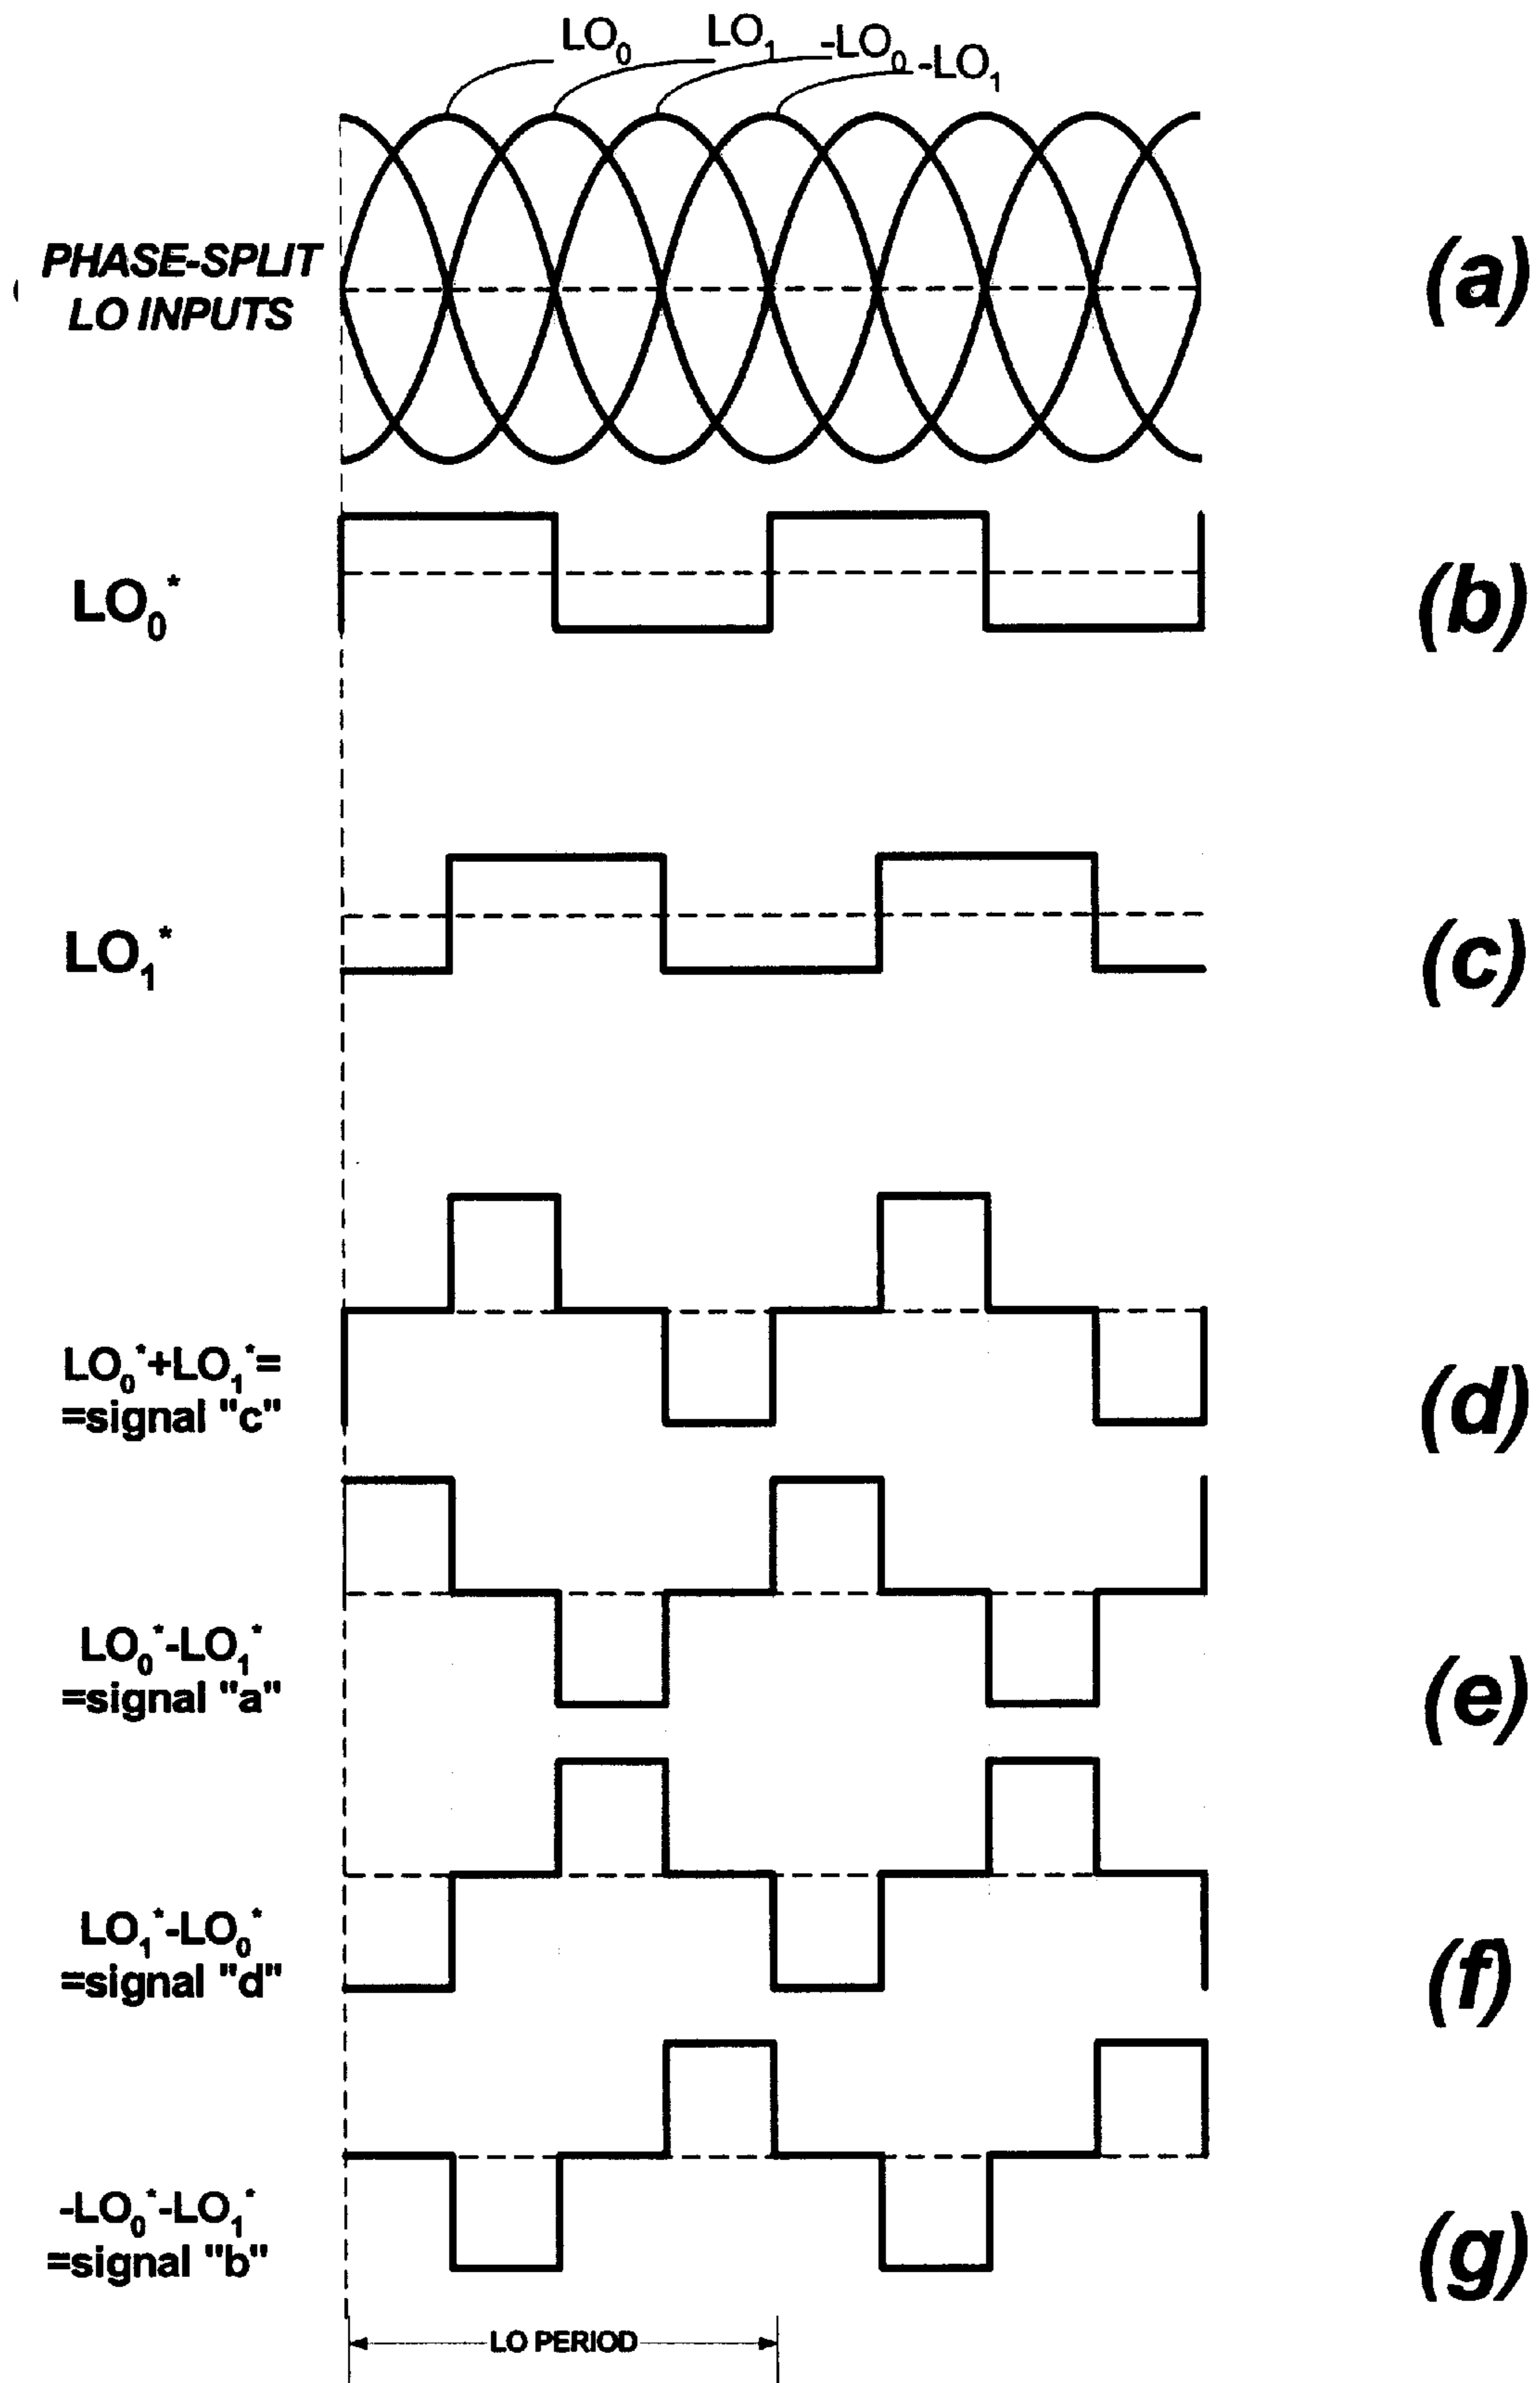 LO₀ LO₁ -LO₀ -LO₁
PHASE-SPLIT
LO INPUTS
(a)
LO₀*
(b)
LO₁*
(c)
LO₀*+LO₁*=
=signal "c"
(d)
LO₀*-LO₁*
=signal "a"
(e)
LO₁*-LO₀*
=signal "d"
(f)
-LO₀*-LO₁*
=signal "b"
(g)
LO PERIOD